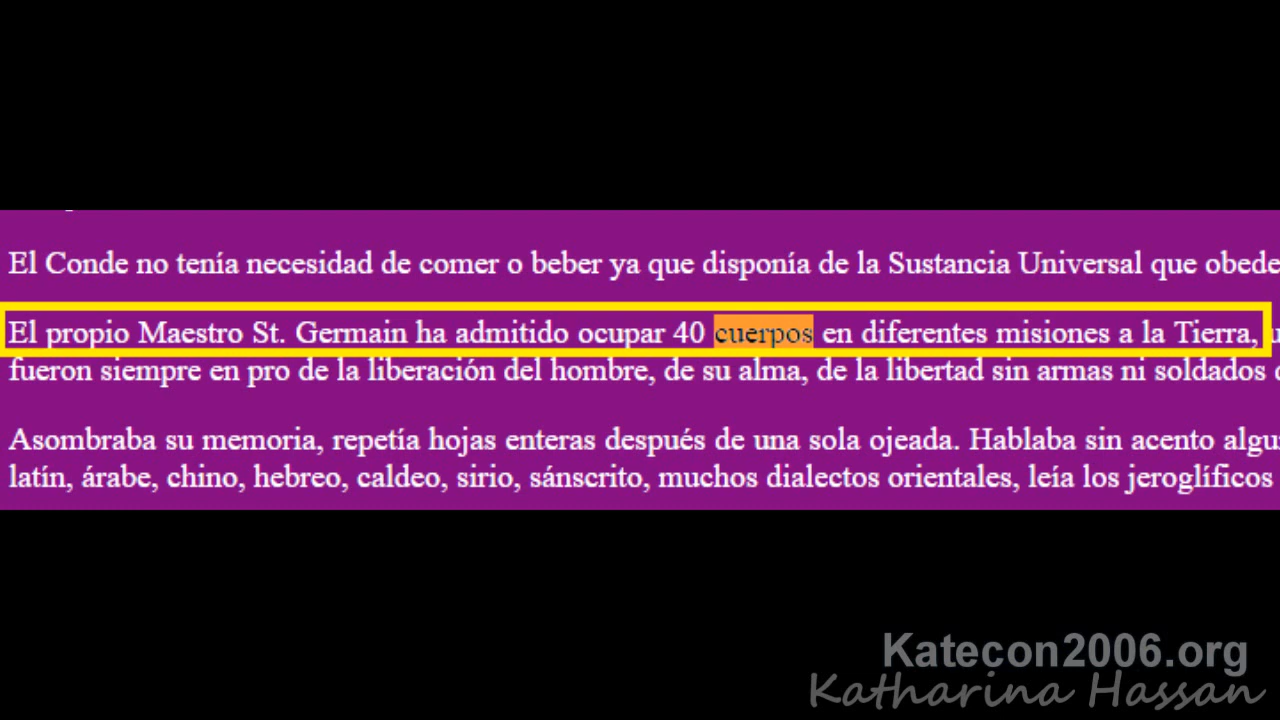 El Conde no tenía necesidad de comer o beber ya que disponía de la Sustancia Universal que obede
El propio Maestro St. Germain ha admitido ocupar 40 cuerpos en diferentes misiones a la Tierra,
fueron siempre en pro de la liberación del hombre, de su alma, de la libertad sin armas ni soldados
Asombraba su memoria, repetía hojas enteras después de una sola ojeada. Hablaba sin acento algu
latín, árabe, chino, hebreo, caldeo, sirio, sánscrito, muchos dialectos orientales, leía los jeroglíficos
Katecon2006.org
Katharina Hassan